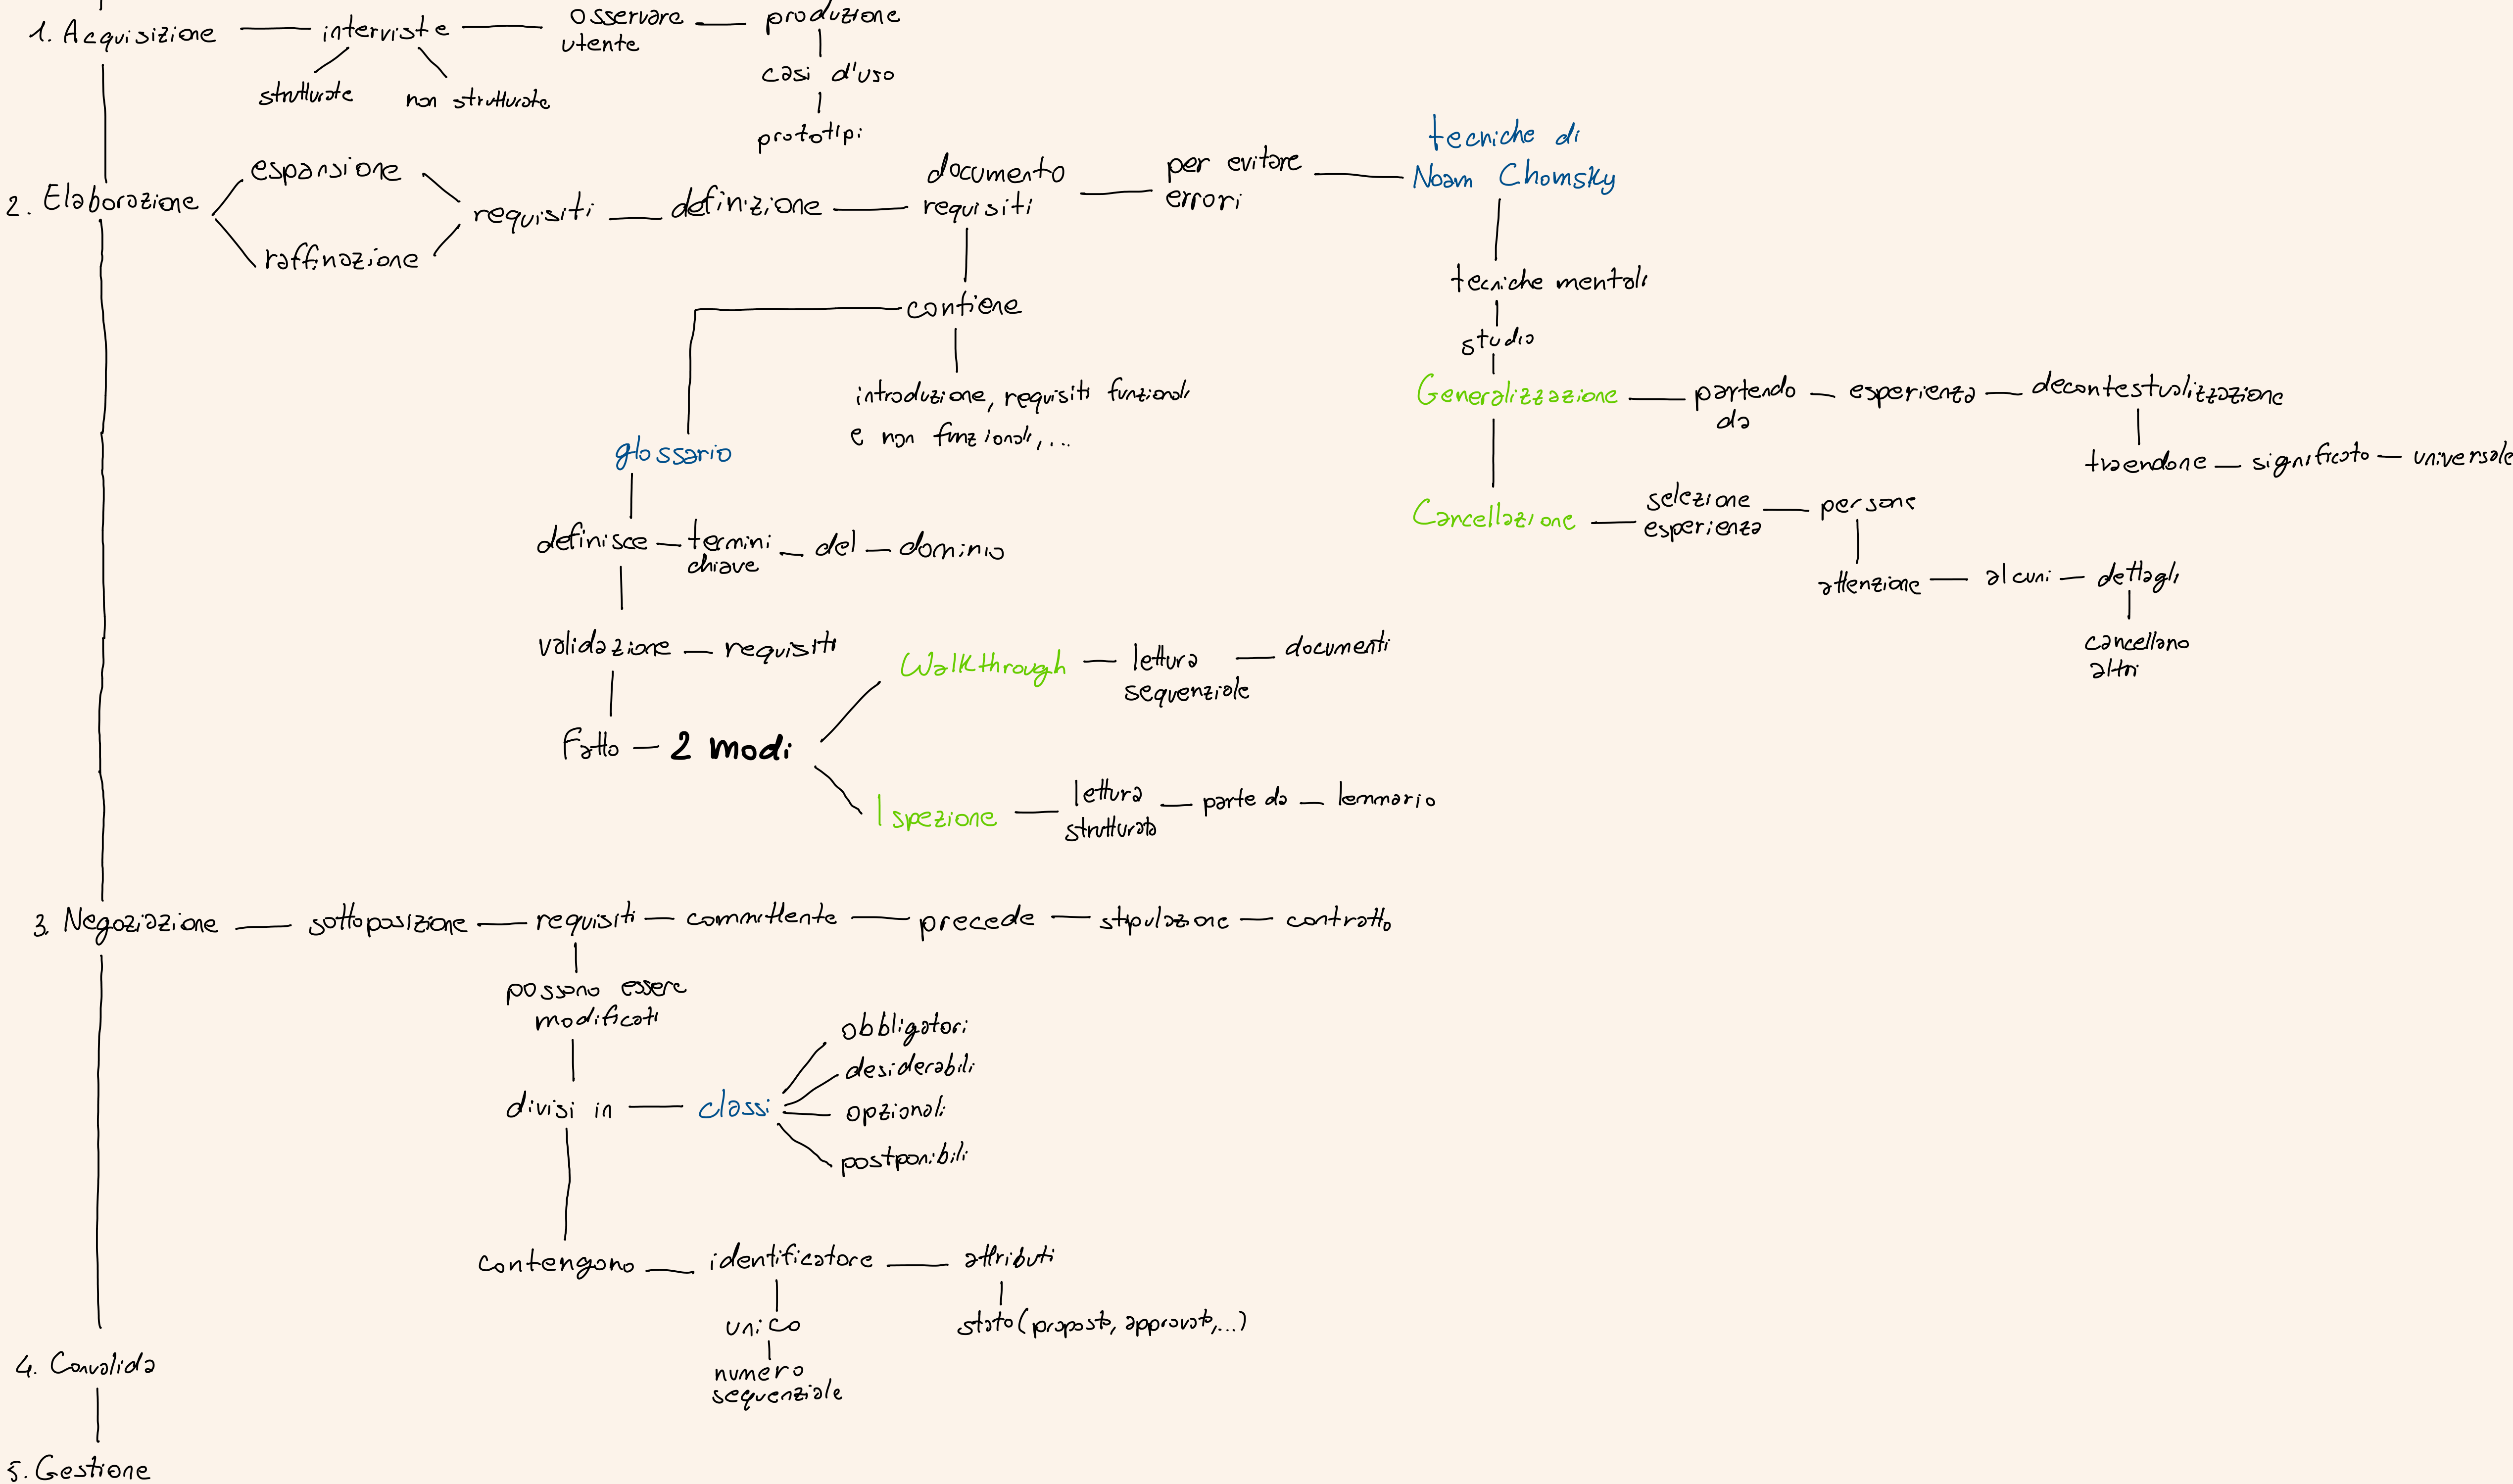 1. Acquisizione
interviste
osservare
utente
produzione
strutturate
non strutturate
casi d'uso
prototipi
2. Elaborazione
espansione
raffinazione
requisiti
definizione
documento
requisiti
per evitare
errori
tecniche di
Noam Chomsky
tecniche mentali
studio
Generalizzazione
partendo
da
esperienza
decontestualizzazione
traendone
significato
universale
Cancellazione
selezione
esperienza
persone
attenzione
alcuni
dettagli
cancellano
altri
contiene
introduzione, requisiti funzionali
e non funzionali,...
glossario
definisce
termini
chiave
del
dominio
validazione
requisiti
Fatto
2 modi
Walkthrough
lettura
sequenziale
documenti
Ispezione
lettura
strutturata
parte da
lemmario
3. Negoziazione
sottoposizione
requisiti
committente
precede
stipulazione
contratto
possono essere
modificati
divisi in
classi
obbligatori
desiderabili
opzionali
postponibili
contengono
identificatore
attributi
unico
numero
sequenziale
stato (proposto, approvato,...)
4. Convalida
5. Gestione